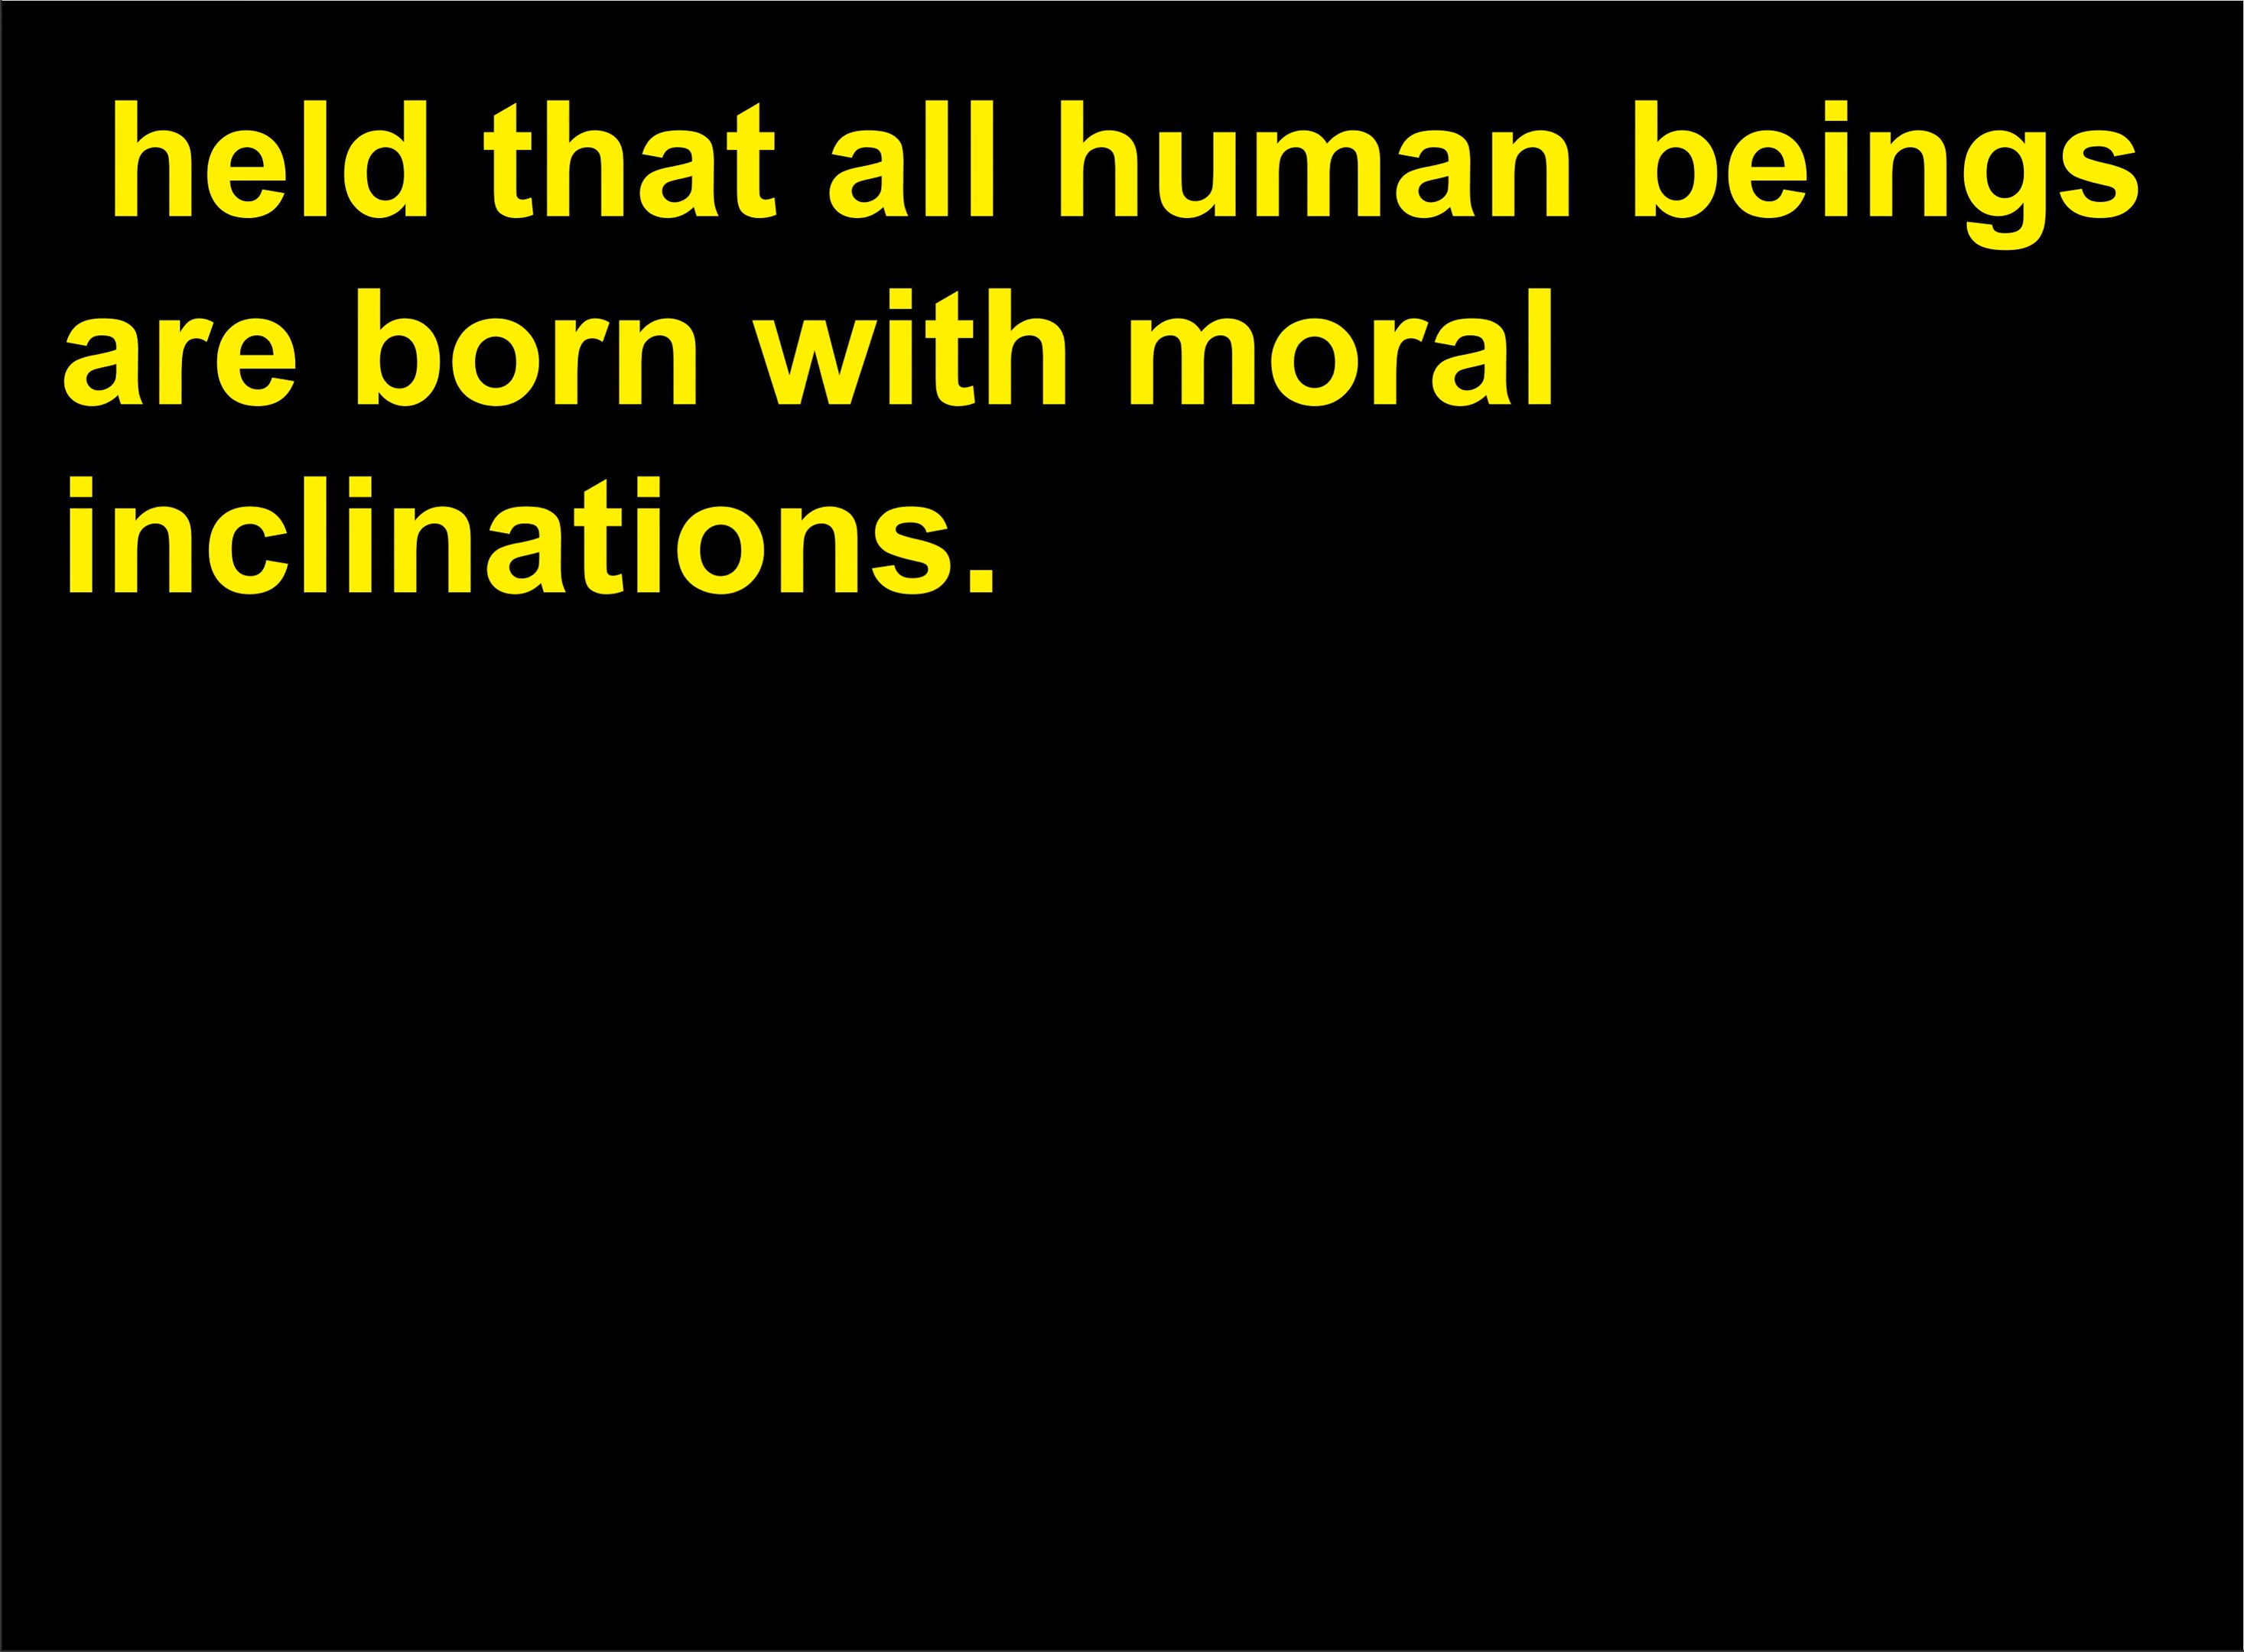 held that all human beings
are born with moral
inclinations.